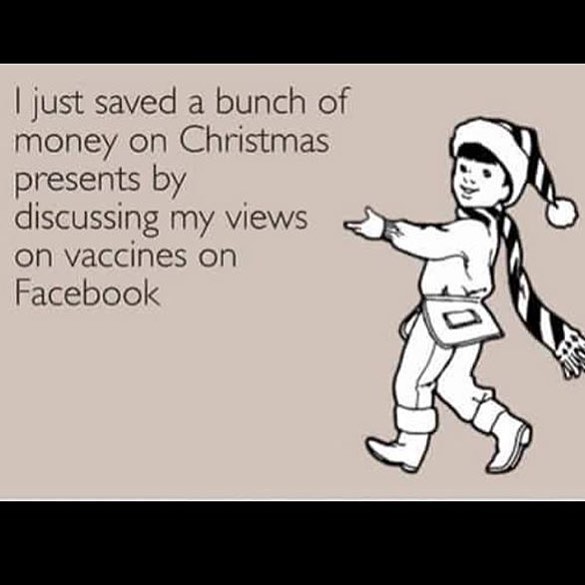 I just saved a bunch of
money on Christmas
presents by
discussing my views
on vaccines on
Facebook